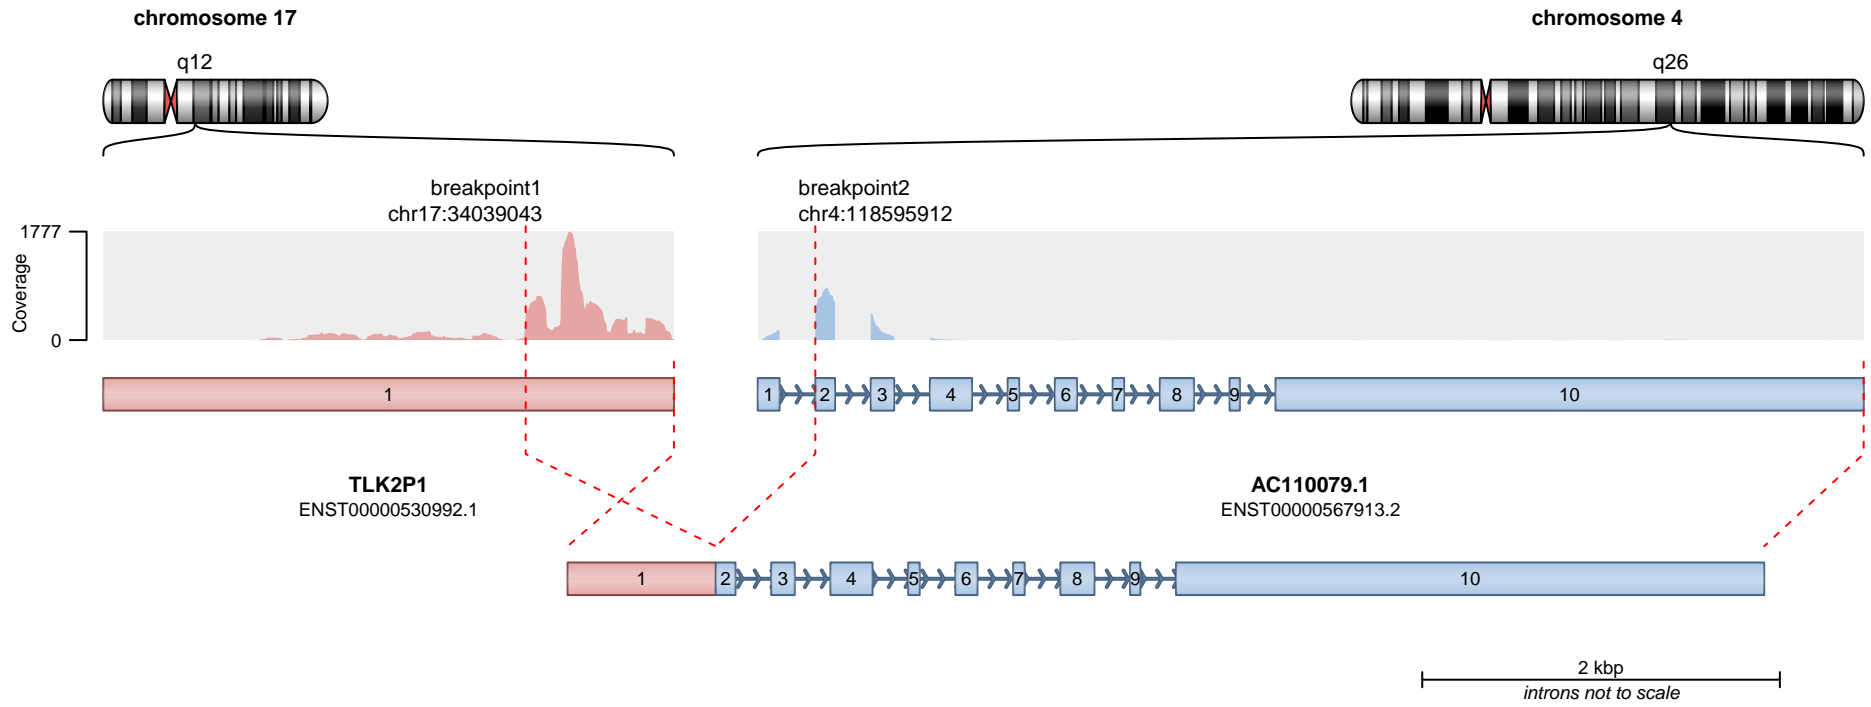 chromosome 17
chromosome 4
q12
q26
breakpoint1
chr17:34039043
breakpoint2
chr4:118595912
1777
Coverage
0
1
1 2 3 4 5 6 7 8 9 10
TLK2P1
ENST00000530992.1
AC110079.1
ENST00000567913.2
1 2 3 4 5 6 7 8 9 10
2 kbp
introns not to scale